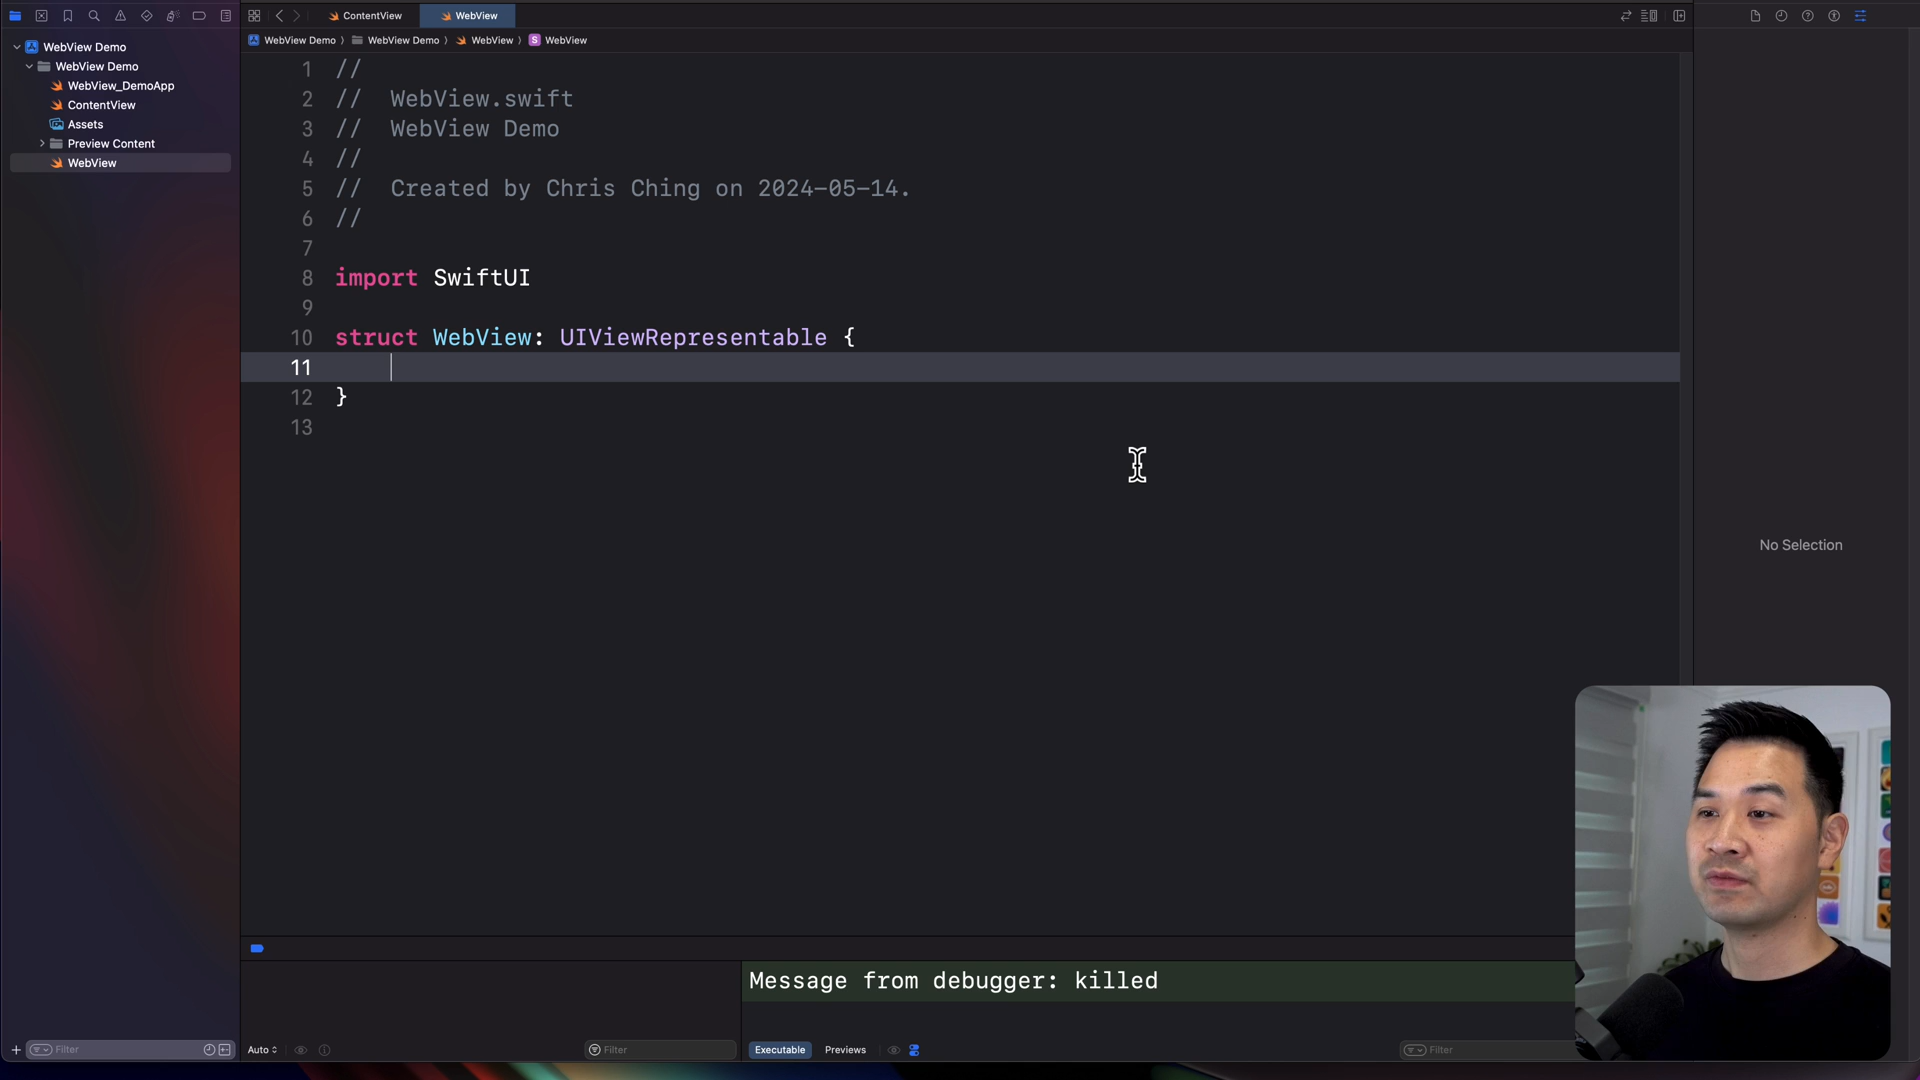 ContentView
WebView
WebView Demo
WebView Demo
WebView_DemoApp
ContentView
Assets
Preview Content
WebView
WebView Demo 〉 WebView Demo 〉 WebView 〉 S WebView
1 //
2 //  WebView.swift
3 //  WebView Demo
4 //
5 //  Created by Chris Ching on 2024-05-14.
6 //
7
8 import SwiftUI
9
10 struct WebView: UIViewRepresentable {
11
12 }
13
No Selection
Message from debugger: killed
Filter
Auto
Filter
Executable
Previews
Filter